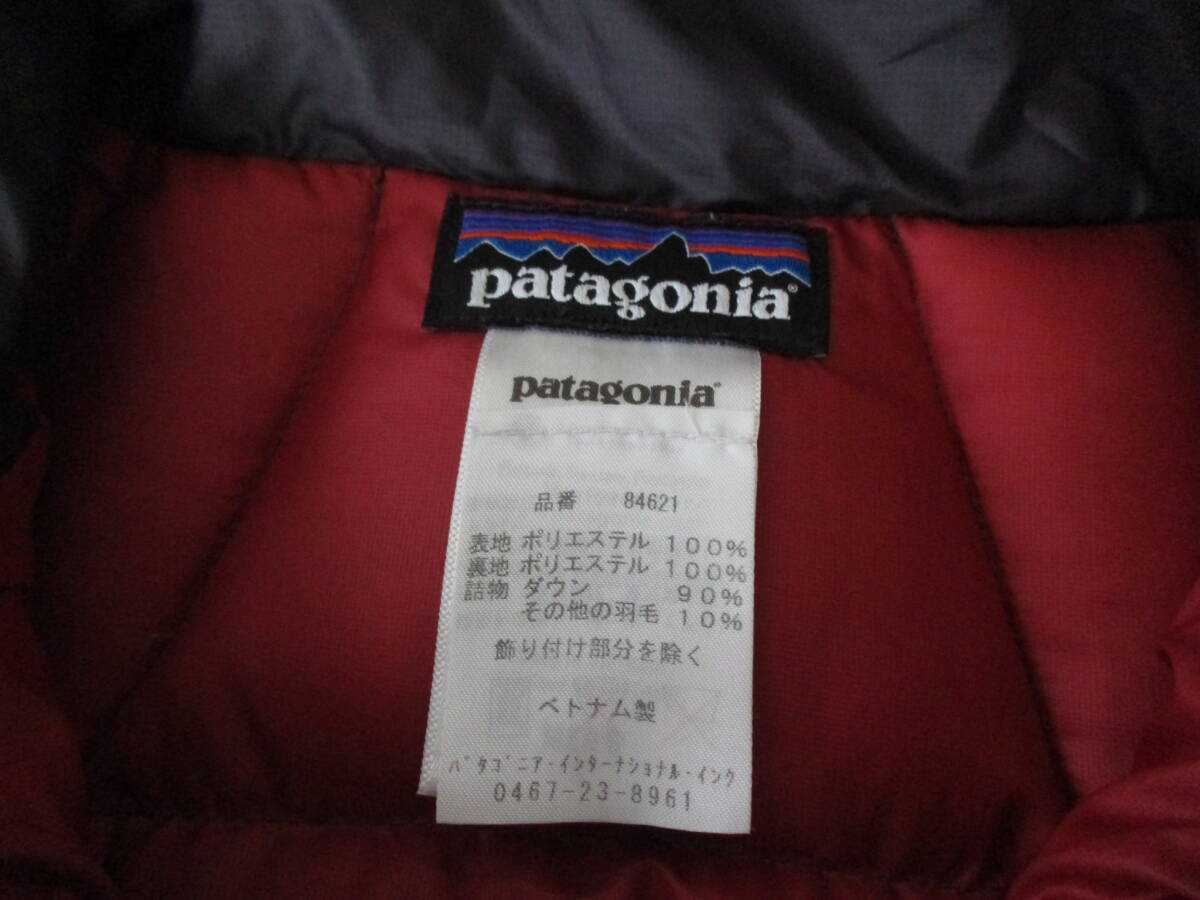 patagonia®
patagonia®
品番 84621
表地 ポリエステル 100%
裏地 ポリエステル 100%
詰物 ダウン 90%
その他の羽毛 10%
飾り付け部分を除く
ベトナム製
パタゴニア・インターナショナル・インク
0467-23-8961